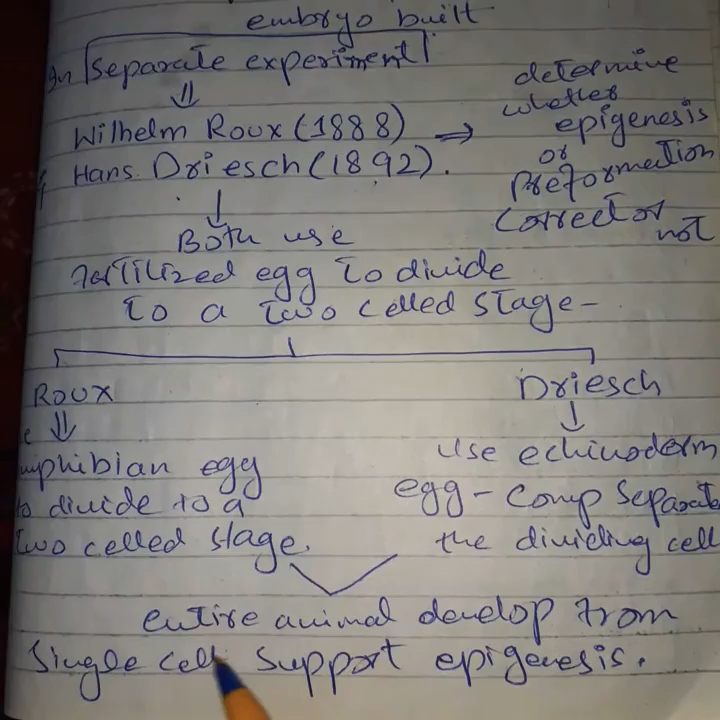 embryo built
In Separate experiment
Wilhelm Roux (1888) →
Hans. Driesch (1892).
determine
whether
epigenesis
or
Preformation
Correct or
not
Both use
fertilized egg to divide
to a two celled stage-
Roux
Driesch
mphibian egg
to divide to a
two celled stage.
use echinoderm
egg - Comp Separate
the dividing cell
entire animal develop from
Single cell support epigenesis.